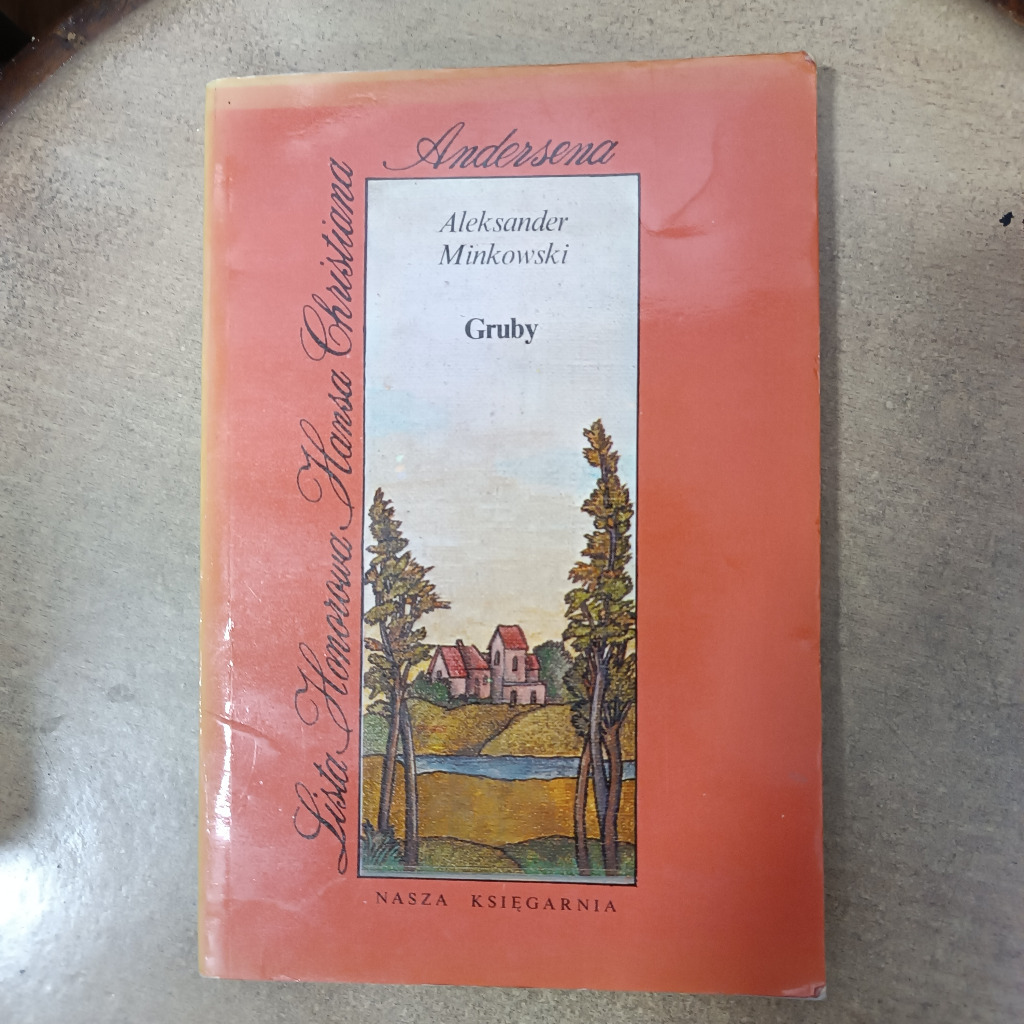 Lista Honorowa Hansa Christiana
Andersena
Aleksander
Minkowski
Gruby
NASZA KSIĘGARNIA